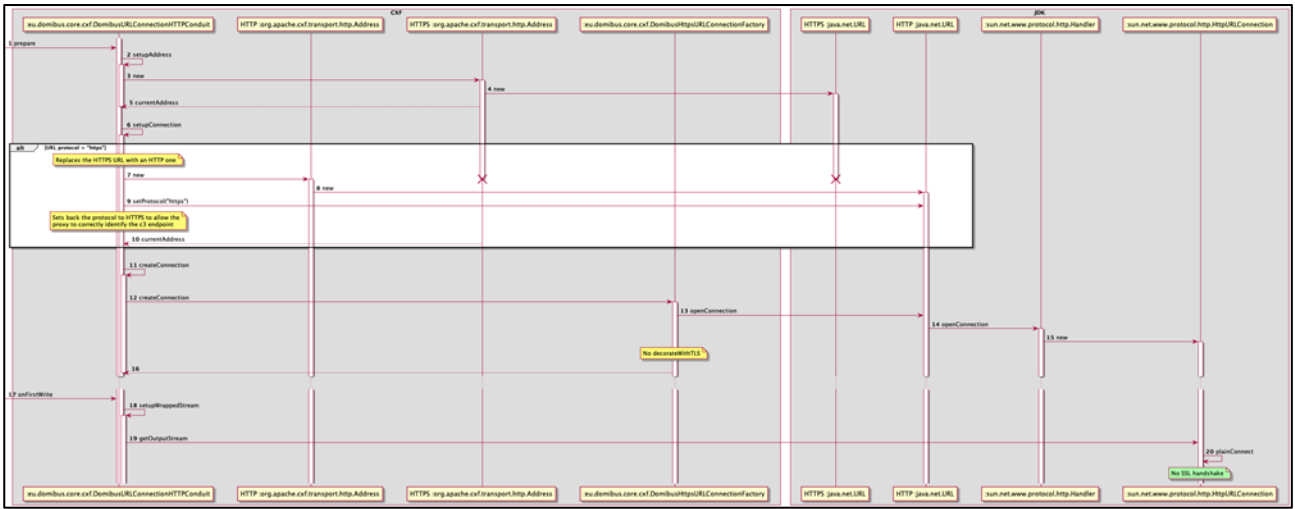 CXF
JDK
:eu.domibus.core.cxf.DomibusURLConnectionHTTPConduit
HTTP :org.apache.cxf.transport.http.Address
HTTPS :org.apache.cxf.transport.http.Address
:eu.domibus.core.cxf.DomibusHttpsURLConnectionFactory
HTTPS :java.net.URL
HTTP :java.net.URL
:sun.net.www.protocol.http.Handler
:sun.net.www.protocol.http.HttpURLConnection
1 prepare
2 setupAddress
3 new
4 new
5 currentAddress
6 setupConnection
alt
[URL protocol = "https"]
Replaces the HTTPS URL with an HTTP one
7 new
8 new
9 setProtocol("https")
Sets back the protocol to HTTPS to allow the
proxy to correctly identify the c3 endpoint
10 currentAddress
11 createConnection
12 createConnection
13 openConnection
14 openConnection
15 new
No decorateWithTLS
16
17 onFirstWrite
18 setupWrappedStream
19 getOutputStream
20 plainConnect
No SSL handshake
:eu.domibus.core.cxf.DomibusURLConnectionHTTPConduit
HTTP :org.apache.cxf.transport.http.Address
HTTPS :org.apache.cxf.transport.http.Address
:eu.domibus.core.cxf.DomibusHttpsURLConnectionFactory
HTTPS :java.net.URL
HTTP :java.net.URL
:sun.net.www.protocol.http.Handler
:sun.net.www.protocol.http.HttpURLConnection